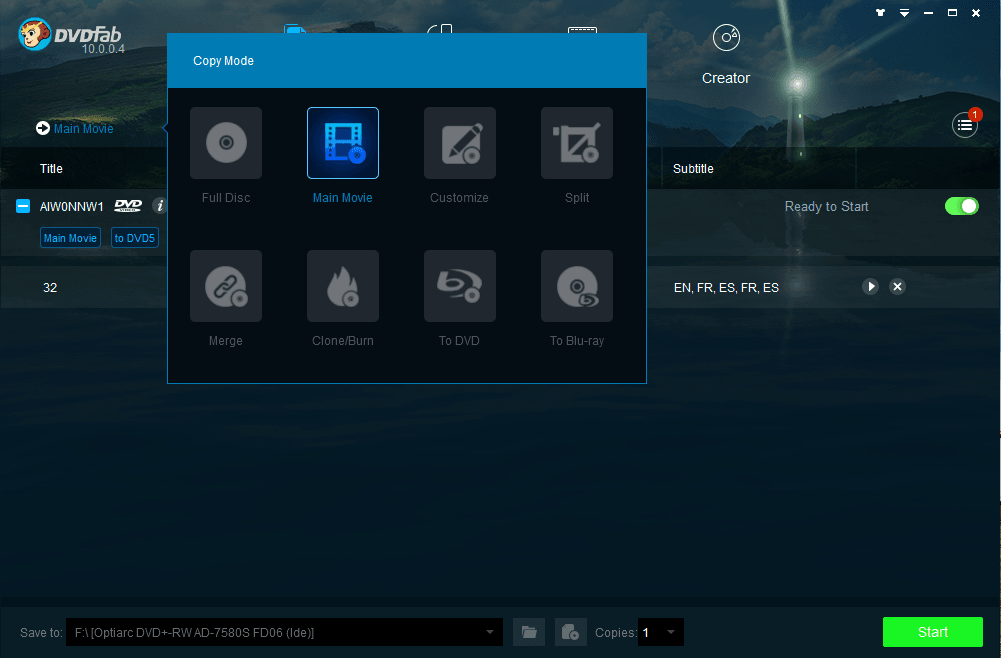 DVDFab
10.0.0.4
Copy Mode
Creator
Main Movie
1
Full Disc
Main Movie
Customize
Split
Title
Subtitle
AIW0NNW1 DVD VIDEO i
Ready to Start
Main Movie
to DVD5
32
EN, FR, ES, FR, ES
Merge
Clone/Burn
To DVD
To Blu-ray
Save to:
F:\ [Optiarc DVD+-RW AD-7580S FD06 (Ide)]
Copies:
1
Start